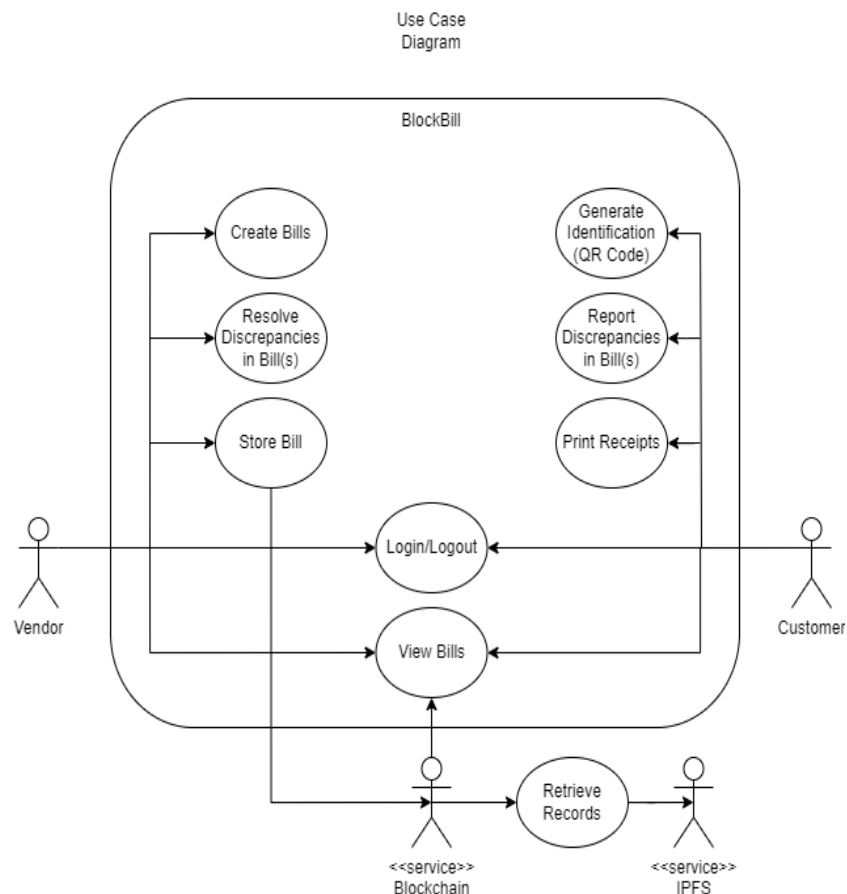 Use Case
Diagram
BlockBill
Create Bills
Generate
Identification
(QR Code)
Resolve
Discrepancies
in Bill(s)
Report
Discrepancies
in Bill(s)
Store Bill
Print Receipts
Login/Logout
Vendor
Customer
View Bills
Retrieve
Records
<<service>>
Blockchain
<<service>>
IPFS